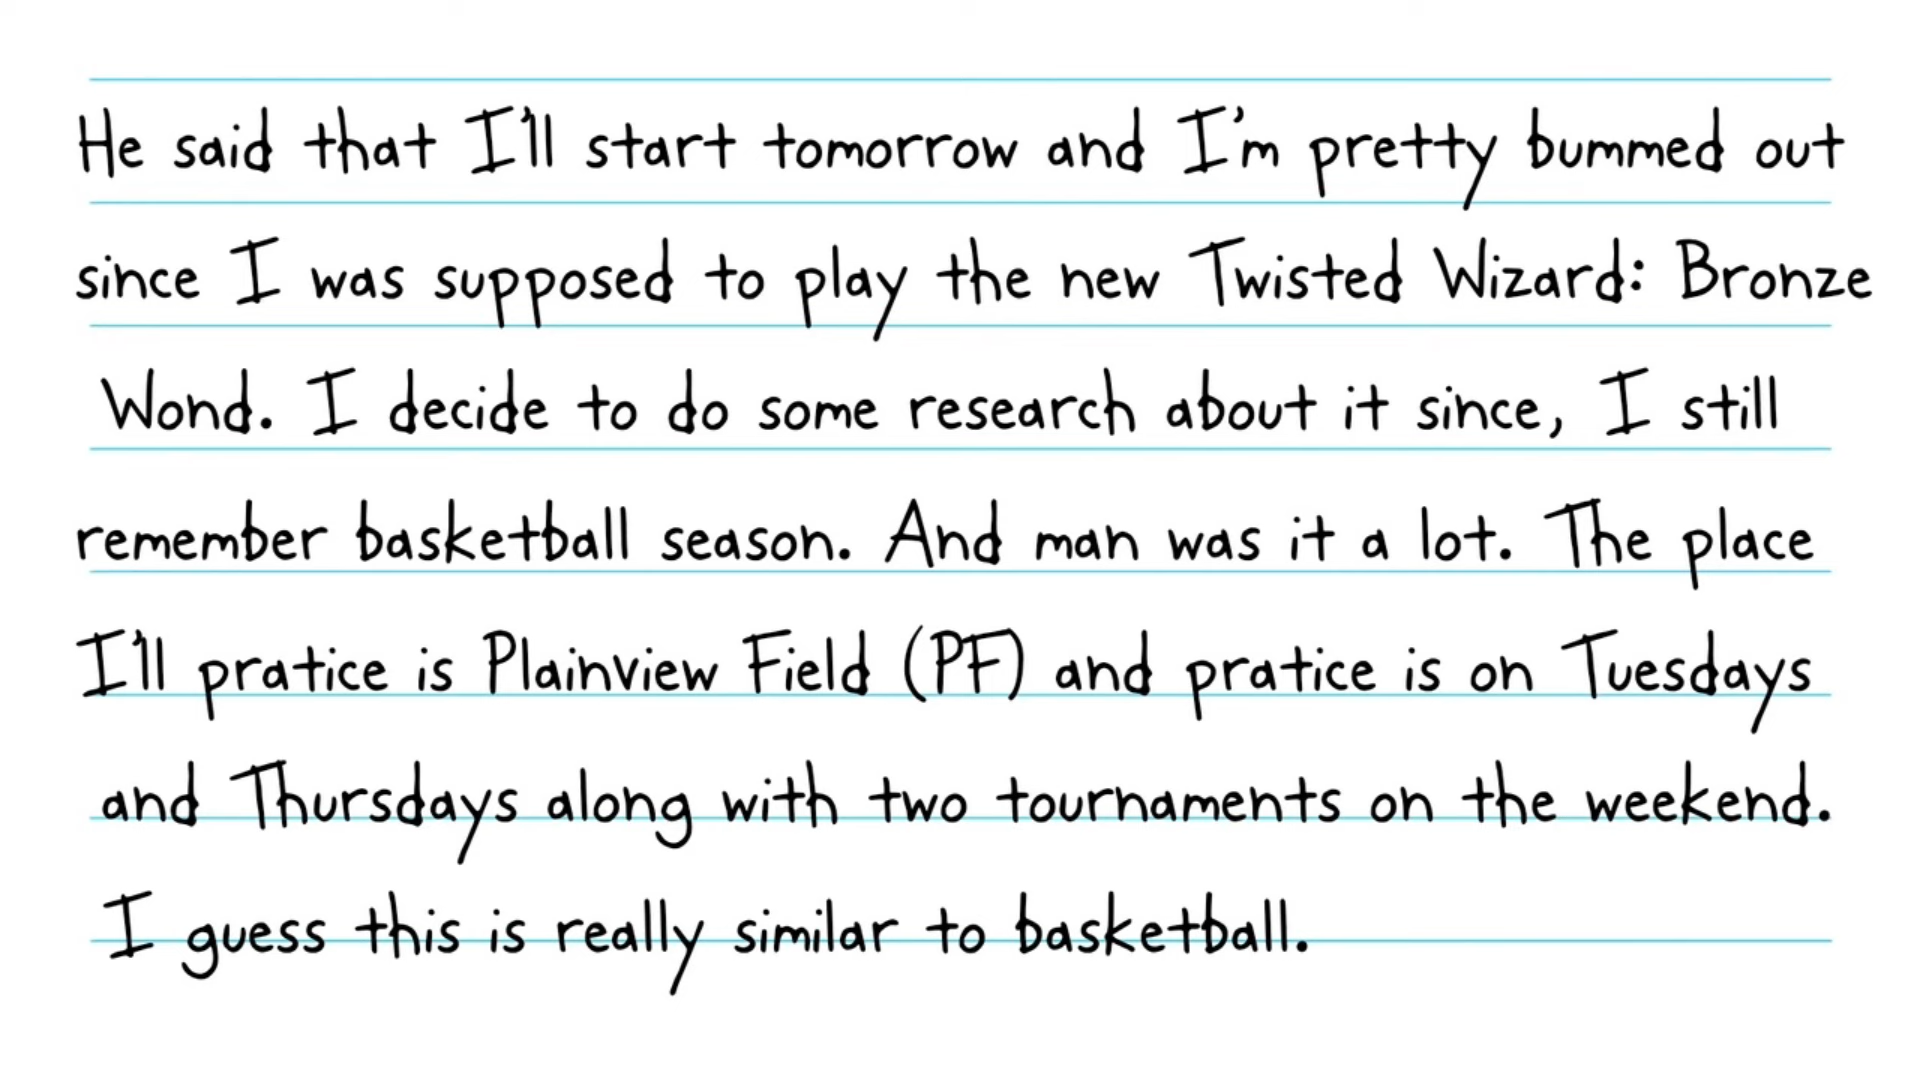 He said that I'll start tomorrow and I'm pretty bummed out
since I was supposed to play the new Twisted Wizard: Bronze
Wond. I decide to do some research about it since, I still
remember basketball season. And man was it a lot. The place
I'll pratice is Plainview Field (PF) and pratice is on Tuesdays
and Thursdays along with two tournaments on the weekend.
I guess this is really similar to basketball.